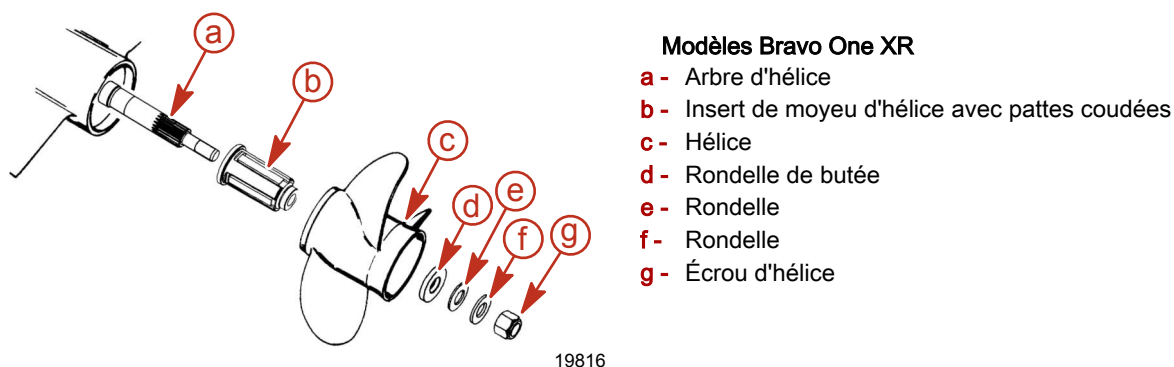 a
b
c
d
e
f
g
19816
Modèles Bravo One XR
a - Arbre d'hélice
b - Insert de moyeu d'hélice avec pattes coudées
c - Hélice
d - Rondelle de butée
e - Rondelle
f - Rondelle
g - Écrou d'hélice